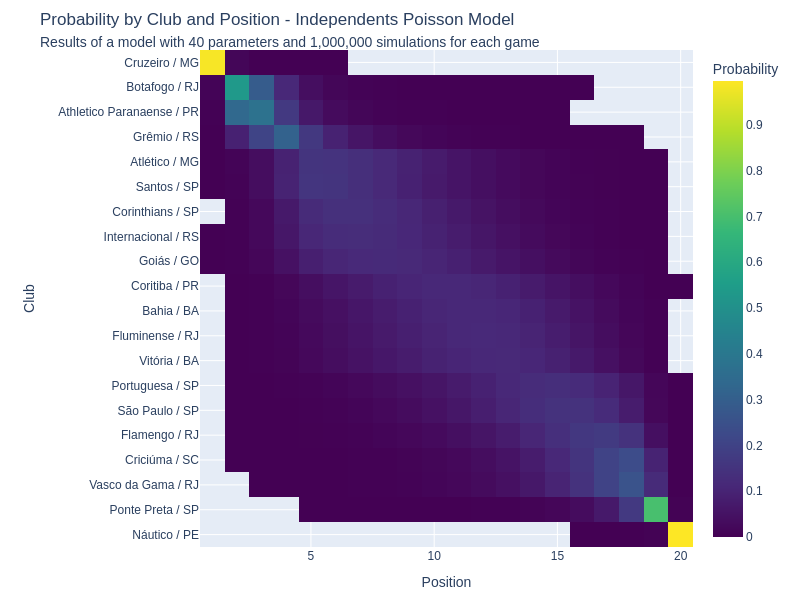 Probability by Club and Position - Independents Poisson Model
Results of a model with 40 parameters and 1,000,000 simulations for each game
Probability
Cruzeiro / MG
Botafogo / RJ
Athletico Paranaense / PR
Grêmio / RS
Atlético / MG
Santos / SP
Corinthians / SP
Internacional / RS
Goiás / GO
Coritiba / PR
Bahia / BA
Fluminense / RJ
Vitória / BA
Portuguesa / SP
São Paulo / SP
Flamengo / RJ
Criciúma / SC
Vasco da Gama / RJ
Ponte Preta / SP
Náutico / PE
Club
5
10
15
20
Position
0.9
0.8
0.7
0.6
0.5
0.4
0.3
0.2
0.1
0